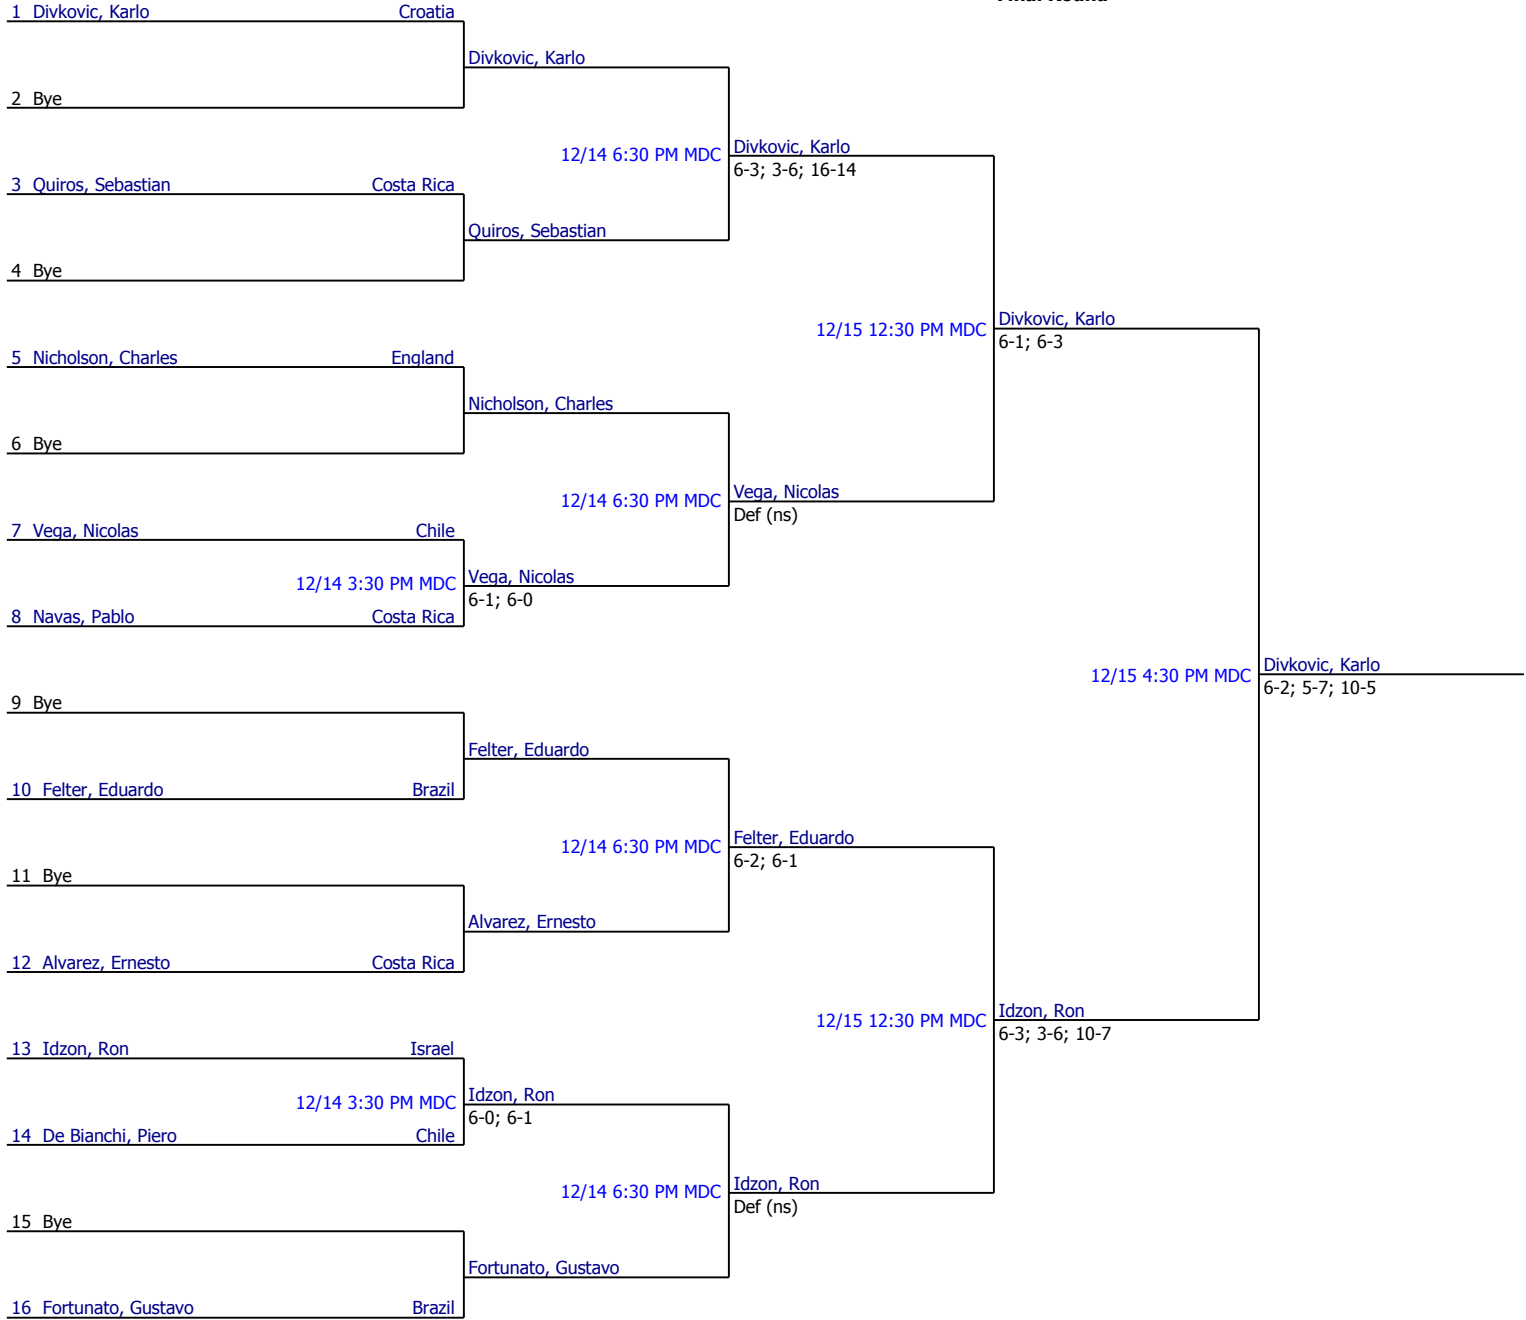 Final Round
1 Divkovic, Karlo Croatia
Divkovic, Karlo
2 Bye
12/14 6:30 PM MDC Divkovic, Karlo
6-3; 3-6; 16-14
3 Quiros, Sebastian Costa Rica
Quiros, Sebastian
4 Bye
12/15 12:30 PM MDC Divkovic, Karlo
6-1; 6-3
5 Nicholson, Charles England
Nicholson, Charles
6 Bye
12/14 6:30 PM MDC Vega, Nicolas
Def (ns)
7 Vega, Nicolas Chile
12/14 3:30 PM MDC Vega, Nicolas
6-1; 6-0
8 Navas, Pablo Costa Rica
12/15 4:30 PM MDC Divkovic, Karlo
6-2; 5-7; 10-5
9 Bye
Felter, Eduardo
10 Felter, Eduardo Brazil
12/14 6:30 PM MDC Felter, Eduardo
6-2; 6-1
11 Bye
Alvarez, Ernesto
12 Alvarez, Ernesto Costa Rica
12/15 12:30 PM MDC Idzon, Ron
6-3; 3-6; 10-7
13 Idzon, Ron Israel
12/14 3:30 PM MDC Idzon, Ron
6-0; 6-1
14 De Bianchi, Piero Chile
12/14 6:30 PM MDC Idzon, Ron
Def (ns)
15 Bye
Fortunato, Gustavo
16 Fortunato, Gustavo Brazil